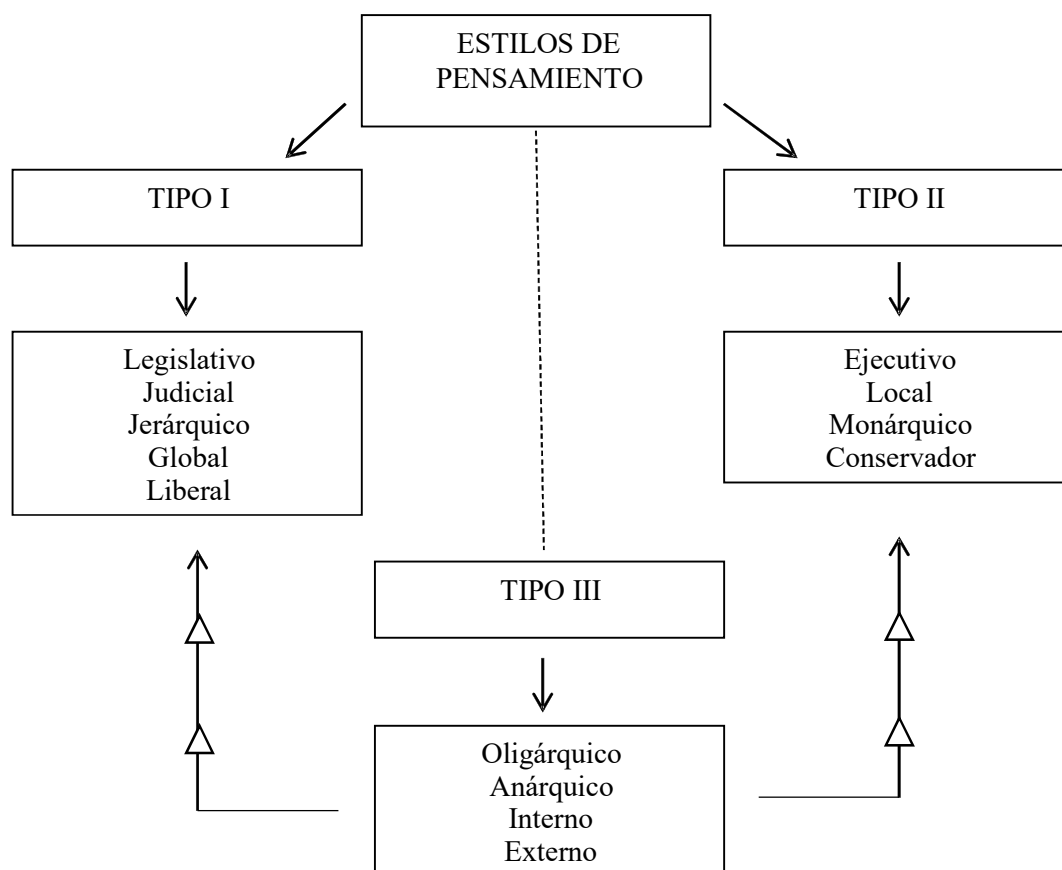 ESTILOS DE
PENSAMIENTO
TIPO I
TIPO II
Legislativo
Judicial
Jerárquico
Global
Liberal
Ejecutivo
Local
Monárquico
Conservador
TIPO III
Oligárquico
Anárquico
Interno
Externo